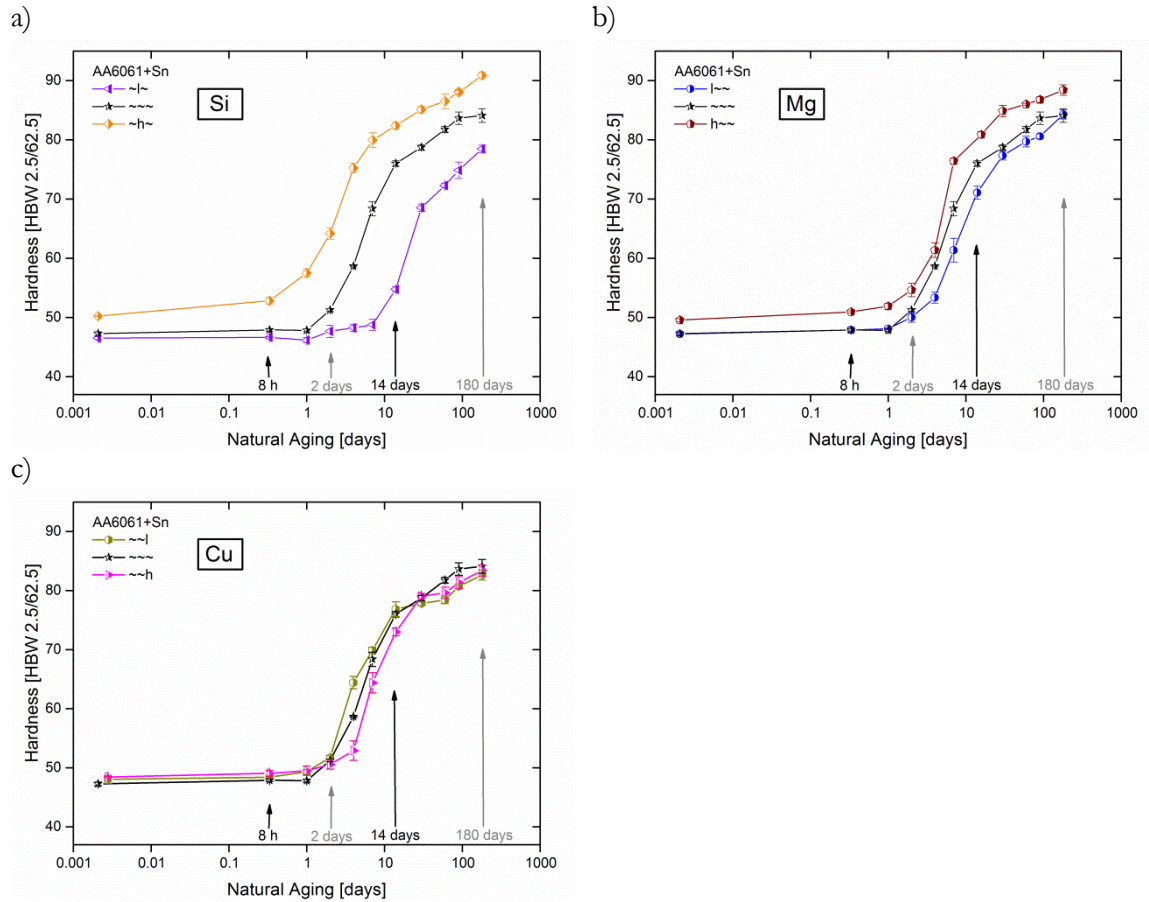 a)
AA6061+Sn
~l~
~~~
~h~
Si
Hardness [HBW 2.5/62.5]
90
80
70
60
50
40
8 h
2 days
14 days
180 days
0.001 0.01 0.1 1 10 100 1000
Natural Aging [days]
b)
AA6061+Sn
l~~
~~~
h~~
Mg
Hardness [HBW 2.5/62.5]
90
80
70
60
50
40
8 h
2 days
14 days
180 days
0.001 0.01 0.1 1 10 100 1000
Natural Aging [days]
c)
AA6061+Sn
~~l
~~~
~~h
Cu
Hardness [HBW 2.5/62.5]
90
80
70
60
50
40
8 h
2 days
14 days
180 days
0.001 0.01 0.1 1 10 100 1000
Natural Aging [days]